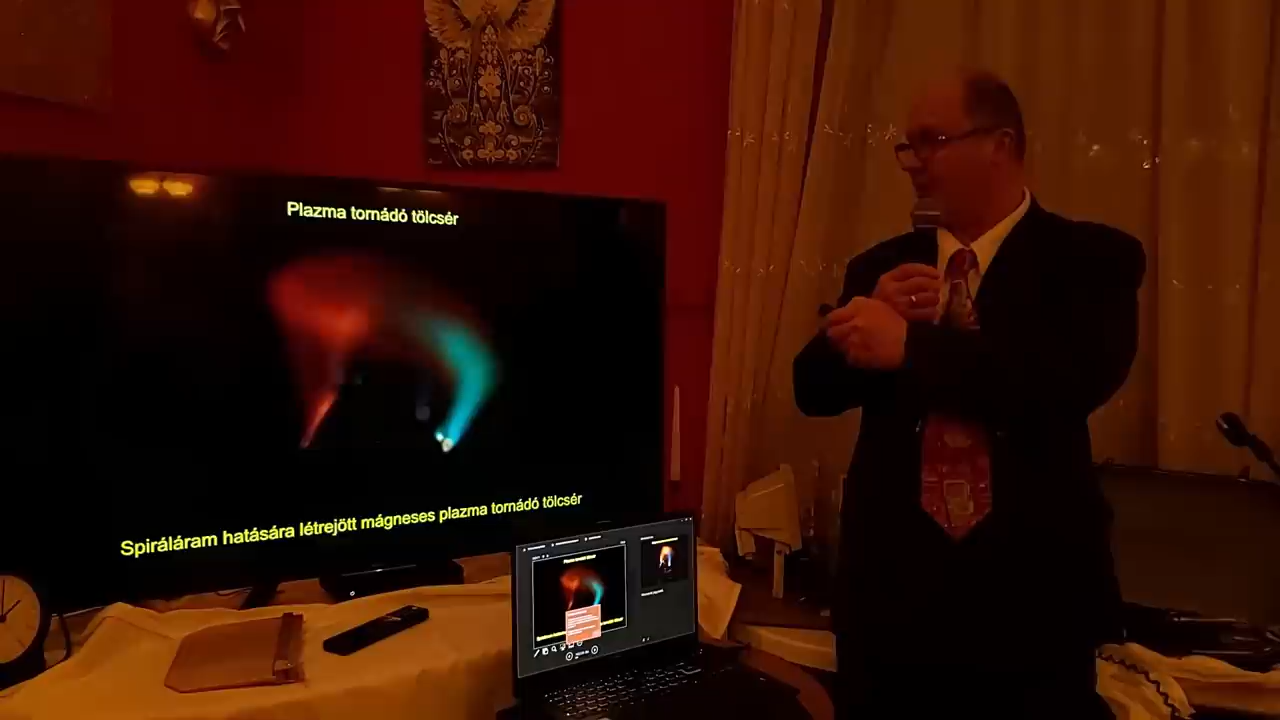 Plazma tornádó tölcsér
Spiráláram hatására létrejött mágneses plazma tornádó tölcsér